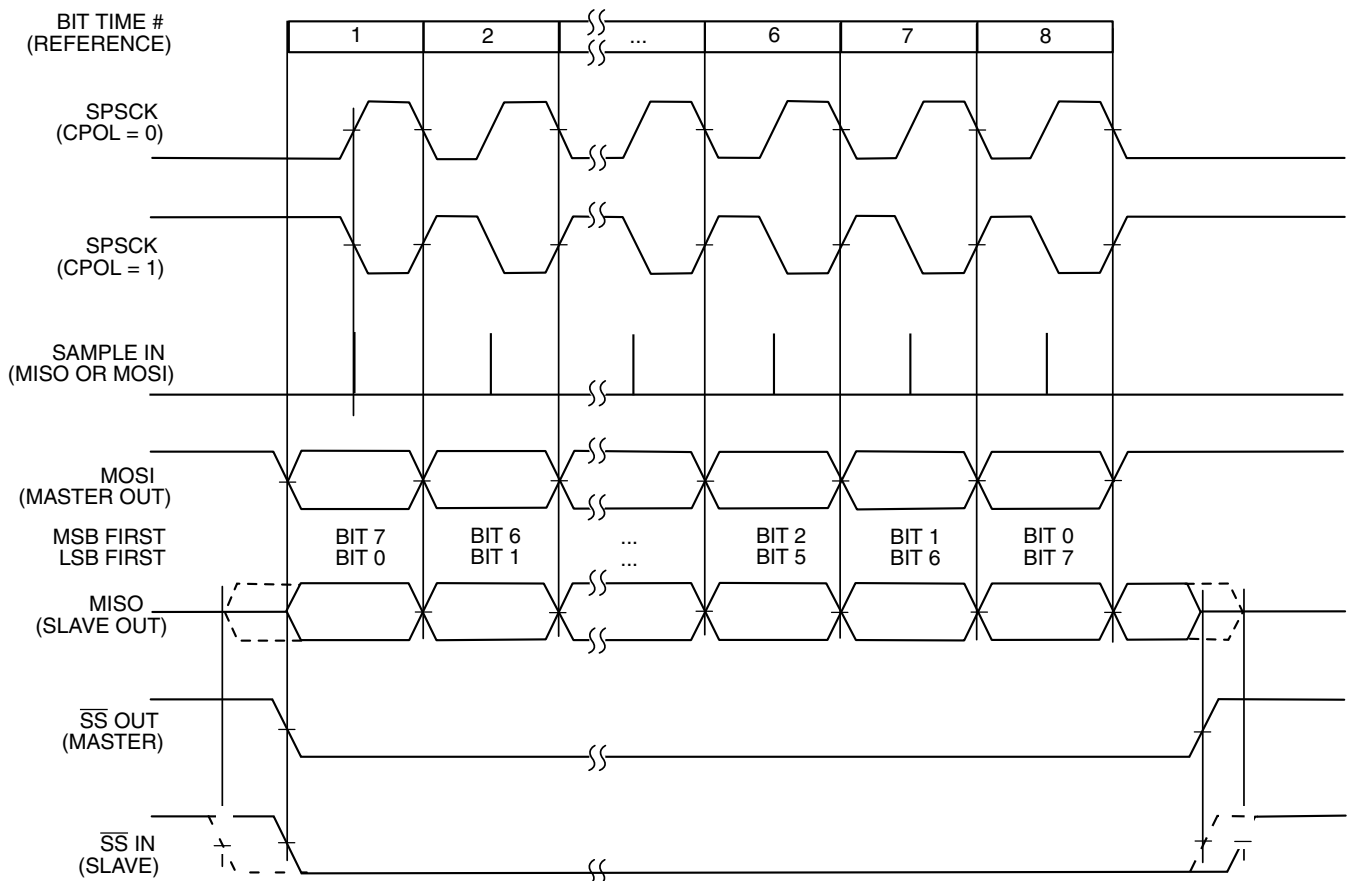 BIT TIME #
(REFERENCE)
1 2 ... 6 7 8
SPSCK
(CPOL = 0)
SPSCK
(CPOL = 1)
SAMPLE IN
(MISO OR MOSI)
MOSI
(MASTER OUT)
MSB FIRST BIT 7 BIT 6 ... BIT 2 BIT 1 BIT 0
LSB FIRST BIT 0 BIT 1 ... BIT 5 BIT 6 BIT 7
MISO
(SLAVE OUT)
S̅S̅ OUT
(MASTER)
S̅S̅ IN
(SLAVE)